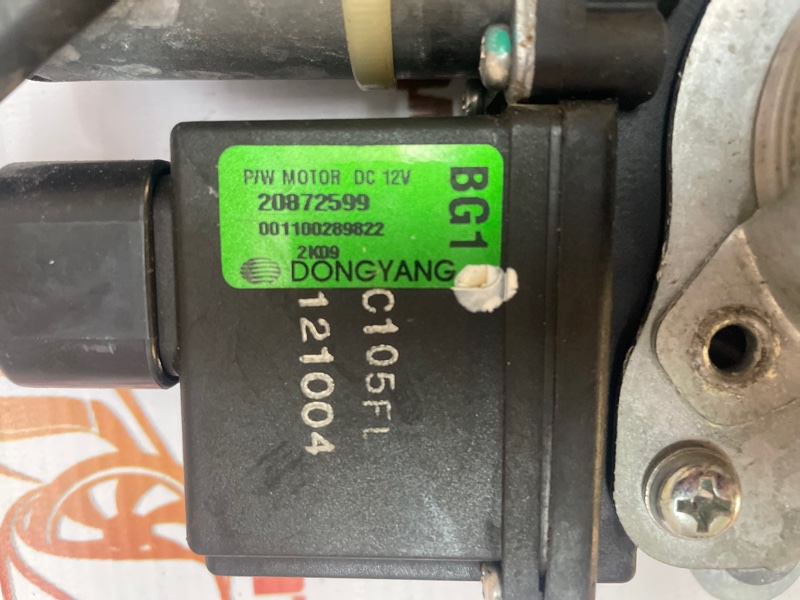 P/W MOTOR DC 12V
20872599
001100289822
2K09
DONGYANG
BG1
C105FL
121004